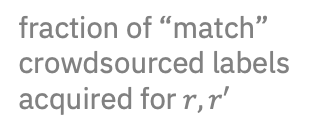 fraction of “match”
crowdsourced labels
acquired for r, r′